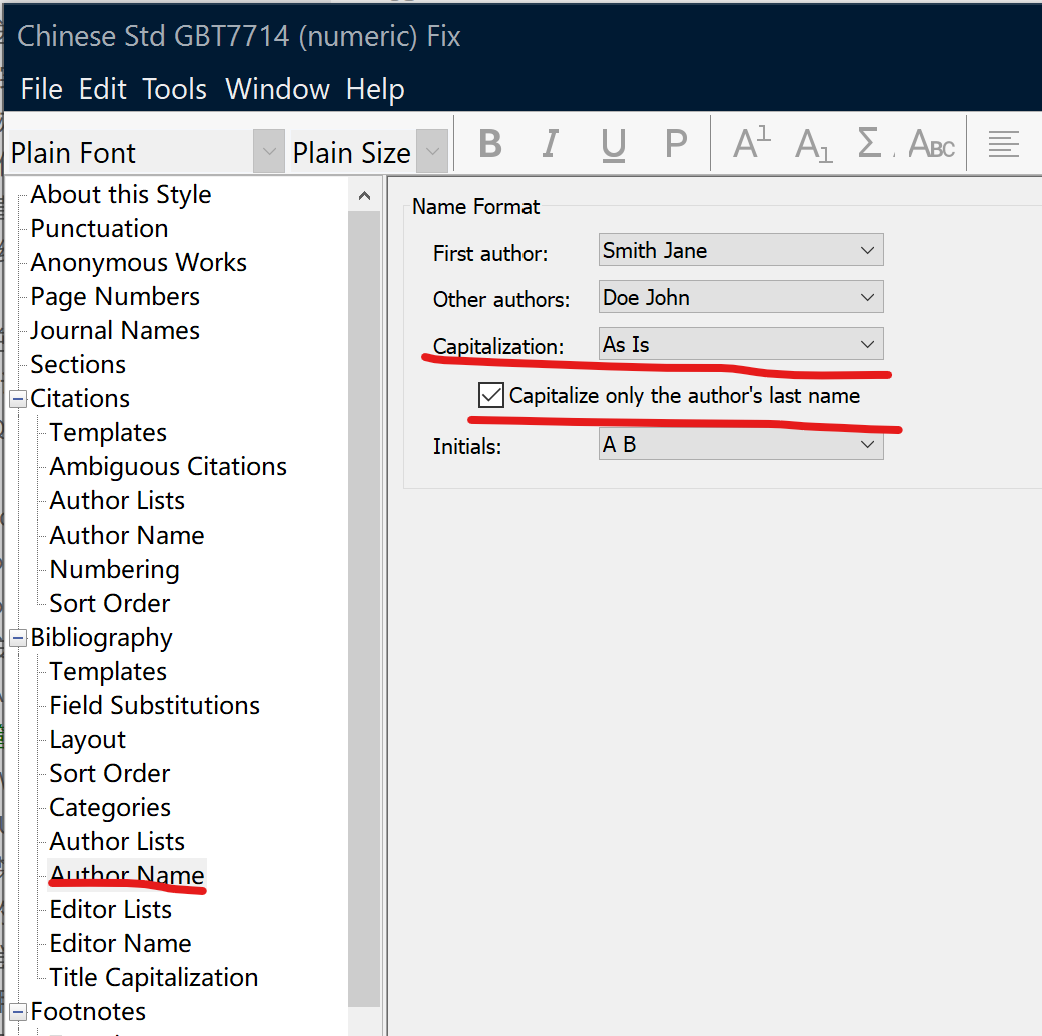 Chinese Std GBT7714 (numeric) Fix
File Edit Tools Window Help
Plain Font Plain Size B I U P A1 A1 Σ ABC
About this Style
Punctuation
Anonymous Works
Page Numbers
Journal Names
Sections
Citations
Templates
Ambiguous Citations
Author Lists
Author Name
Numbering
Sort Order
Bibliography
Templates
Field Substitutions
Layout
Sort Order
Categories
Author Lists
Author Name
Editor Lists
Editor Name
Title Capitalization
Footnotes
Name Format
First author: Smith Jane
Other authors: Doe John
Capitalization: As Is
Capitalize only the author's last name
Initials: A B